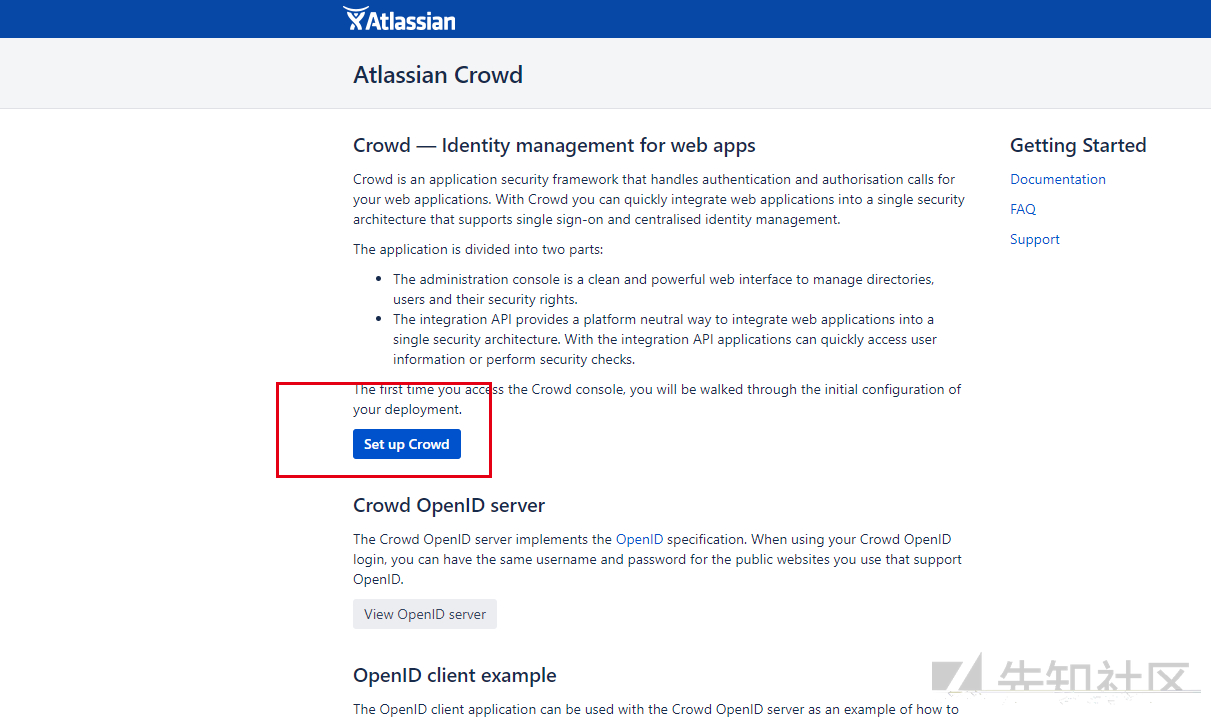 Atlassian
Atlassian Crowd
Crowd — Identity management for web apps
Crowd is an application security framework that handles authentication and authorisation calls for
your web applications. With Crowd you can quickly integrate web applications into a single security
architecture that supports single sign-on and centralised identity management.
The application is divided into two parts:
The administration console is a clean and powerful web interface to manage directories,
users and their security rights.
The integration API provides a platform neutral way to integrate web applications into a
single security architecture. With the integration API applications can quickly access user
information or perform security checks.
The first time you access the Crowd console, you will be walked through the initial configuration of
your deployment.
Set up Crowd
Crowd OpenID server
The Crowd OpenID server implements the OpenID specification. When using your Crowd OpenID
login, you can have the same username and password for the public websites you use that support
OpenID.
View OpenID server
OpenID client example
The OpenID client application can be used with the Crowd OpenID server as an example of how to
Getting Started
Documentation
FAQ
Support
先知社区